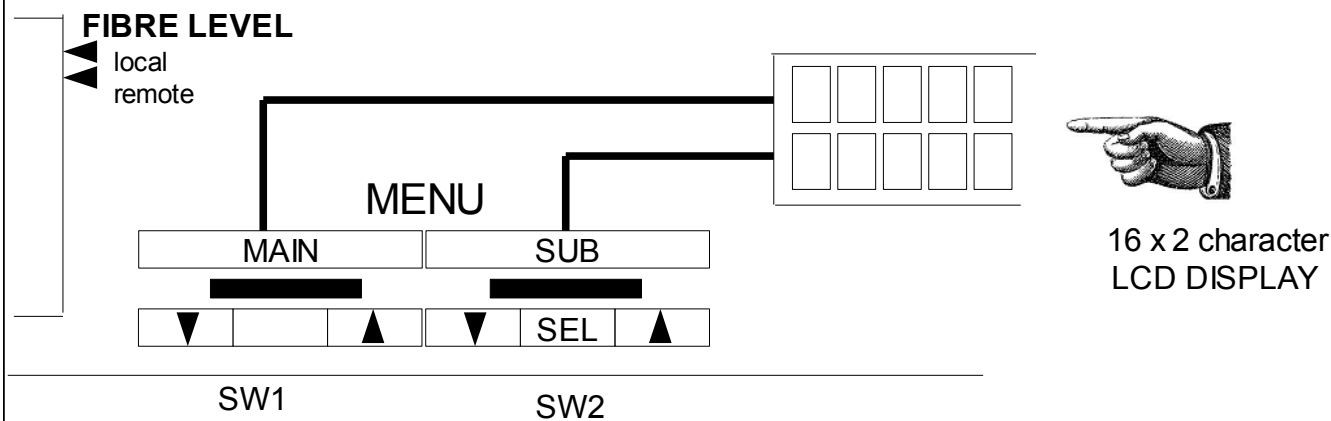 FIBRE LEVEL
local
remote
MENU
MAIN SUB
▼ ▲ ▼ SEL ▲
SW1 SW2
16 x 2 character
LCD DISPLAY